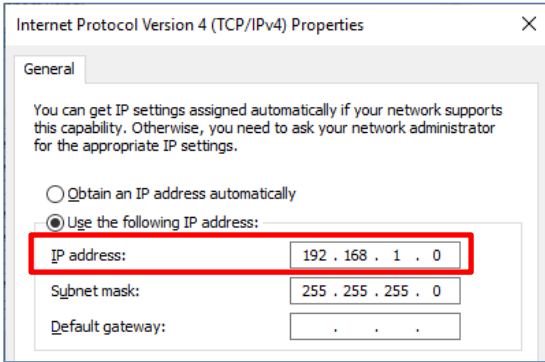 Internet Protocol Version 4 (TCP/IPv4) Properties
General
You can get IP settings assigned automatically if your network supports
this capability. Otherwise, you need to ask your network administrator
for the appropriate IP settings.
Obtain an IP address automatically
Use the following IP address:
IP address: 192 . 168 . 1 . 0
Subnet mask: 255 . 255 . 255 . 0
Default gateway: . . .